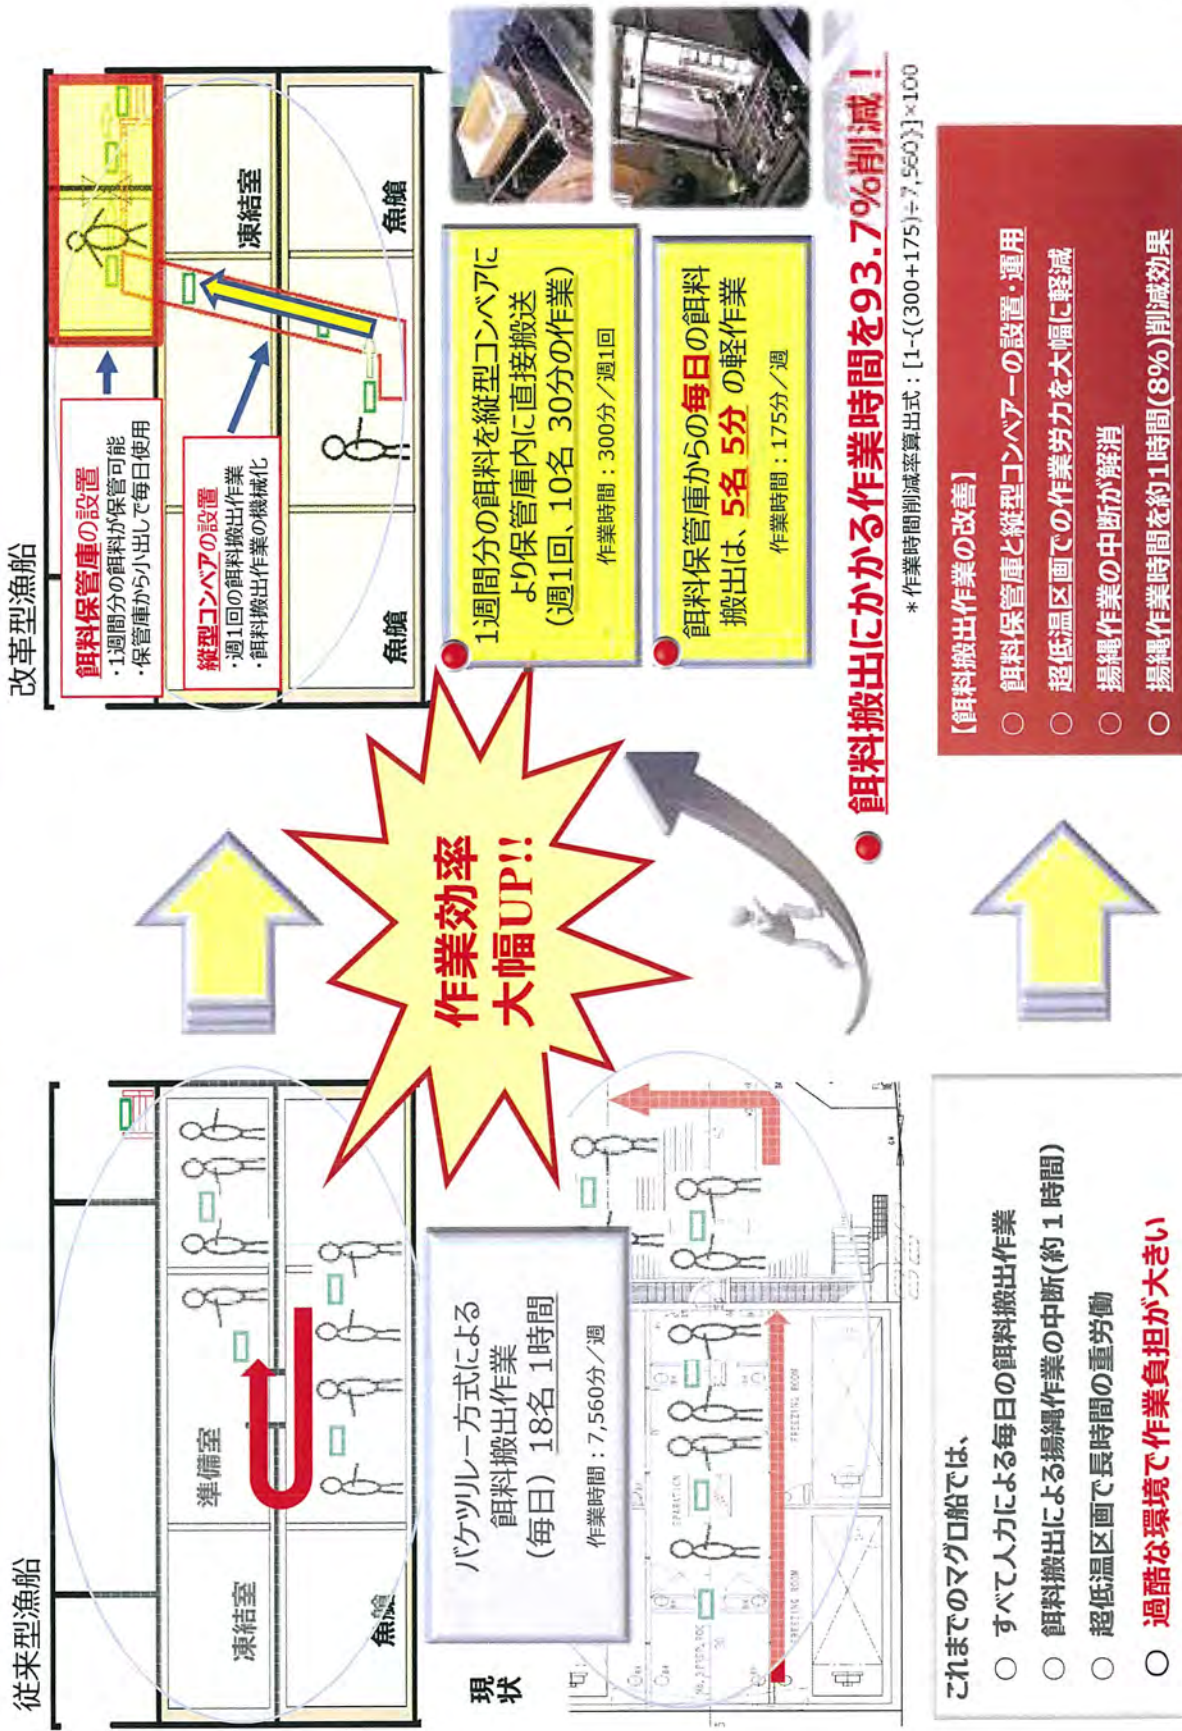 従来型漁船
凍結室
準備室
魚艙
現状
バケツリレー方式による
餌料搬出作業
(毎日) 18名 1時間
作業時間：7,560分／週
FREEZING ROOM
FREEZING ROOM
これまでのマグロ船では、
○ すべて人力による毎日の餌料搬出作業
○ 餌料搬出による揚縄作業の中断(約１時間)
○ 超低温区画で長時間の重労働
○ 過酷な環境で作業負担が大きい
作業効率
大幅UP!!
改革型漁船
餌料保管庫の設置
・1週間分の餌料が保管可能
・保管庫から小出しで毎日使用
縦型コンベアの設置
・週1回の餌料搬出作業
・餌料搬出作業の機械化
凍結室
魚艙
魚艙
1週間分の餌料を縦型コンベアに
より保管庫内に直接搬送
(週1回、10名 30分の作業)
作業時間：300分／週1回
餌料保管庫からの毎日の餌料
搬出は、5名 5分 の軽作業
作業時間：175分／週
餌料搬出にかかる作業時間を93.7%削減！
＊作業時間削減率算出式：[1-{(300+175)÷7,560}]×100
【餌料搬出作業の改善】
○ 餌料保管庫と縦型コンベアーの設置・運用
○ 超低温区画での作業労力を大幅に軽減
○ 揚縄作業の中断が解消
○ 揚縄作業時間を約1時間(8%)削減効果